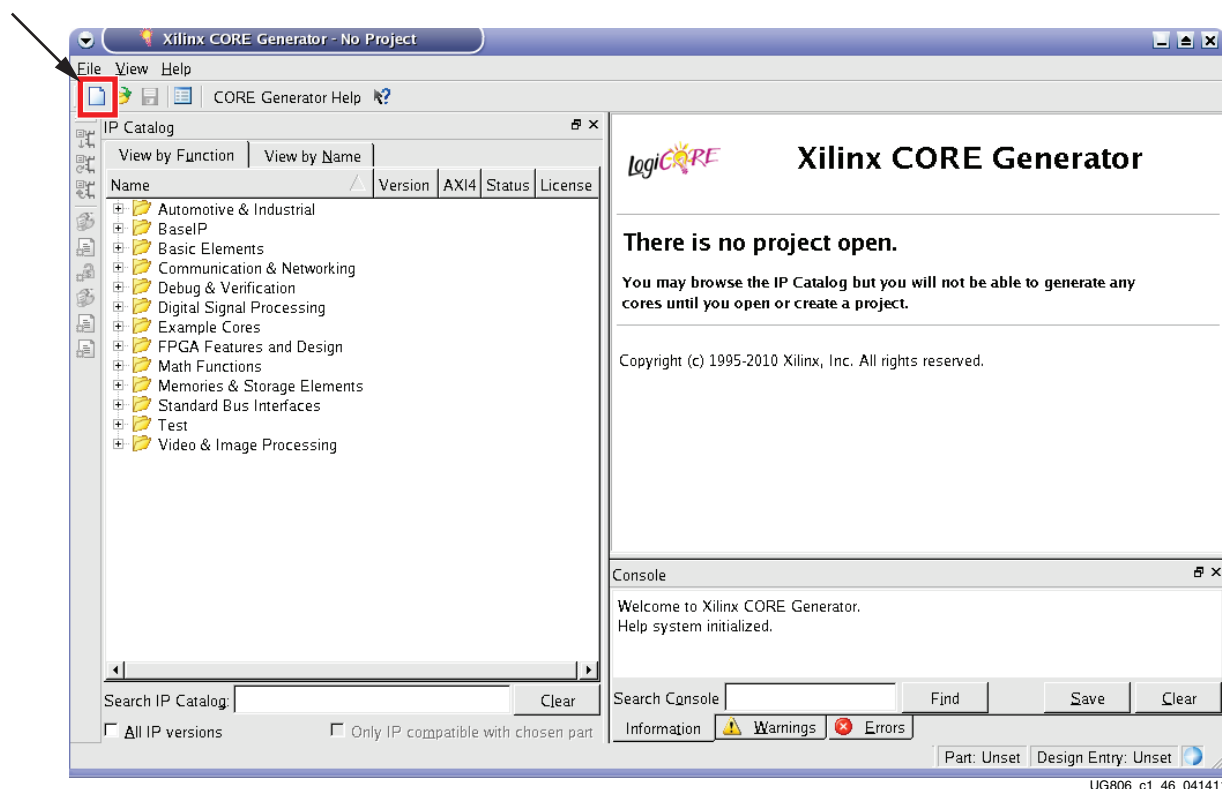 Xilinx CORE Generator - No Project
File View Help
CORE Generator Help
IP Catalog
View by Function View by Name
Name Version AXI4 Status License
Automotive & Industrial
BaseIP
Basic Elements
Communication & Networking
Debug & Verification
Digital Signal Processing
Example Cores
FPGA Features and Design
Math Functions
Memories & Storage Elements
Standard Bus Interfaces
Test
Video & Image Processing
Search IP Catalog: Clear
All IP versions Only IP compatible with chosen part
LogiCORE Xilinx CORE Generator
There is no project open.
You may browse the IP Catalog but you will not be able to generate any
cores until you open or create a project.
Copyright (c) 1995-2010 Xilinx, Inc. All rights reserved.
Console
Welcome to Xilinx CORE Generator.
Help system initialized.
Search Console Find Save Clear
Information Warnings Errors
Part: Unset Design Entry: Unset